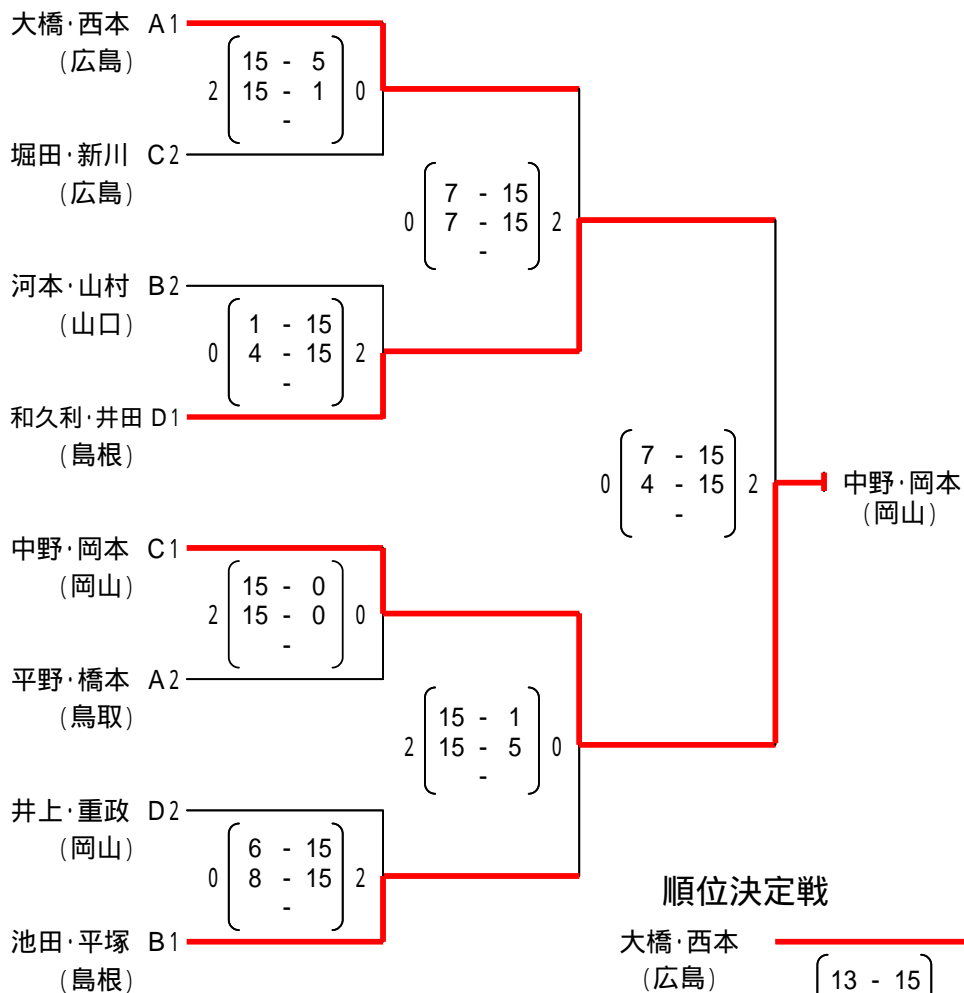 大橋・西本 A1
(広島)
15 - 5
2 15 - 1 0
-
堀田・新川 C2
(広島)
7 - 15
0 7 - 15 2
-
河本・山村 B2
(山口)
1 - 15
0 4 - 15 2
-
和久利・井田 D1
(島根)
7 - 15
0 4 - 15 2
-
中野・岡本
(岡山)
中野・岡本 C1
(岡山)
15 - 0
2 15 - 0 0
-
平野・橋本 A2
(鳥取)
15 - 1
2 15 - 5 0
-
井上・重政 D2
(岡山)
6 - 15
0 8 - 15 2
-
池田・平塚 B1
(島根)
順位決定戦
大橋・西本
(広島)
13 - 15